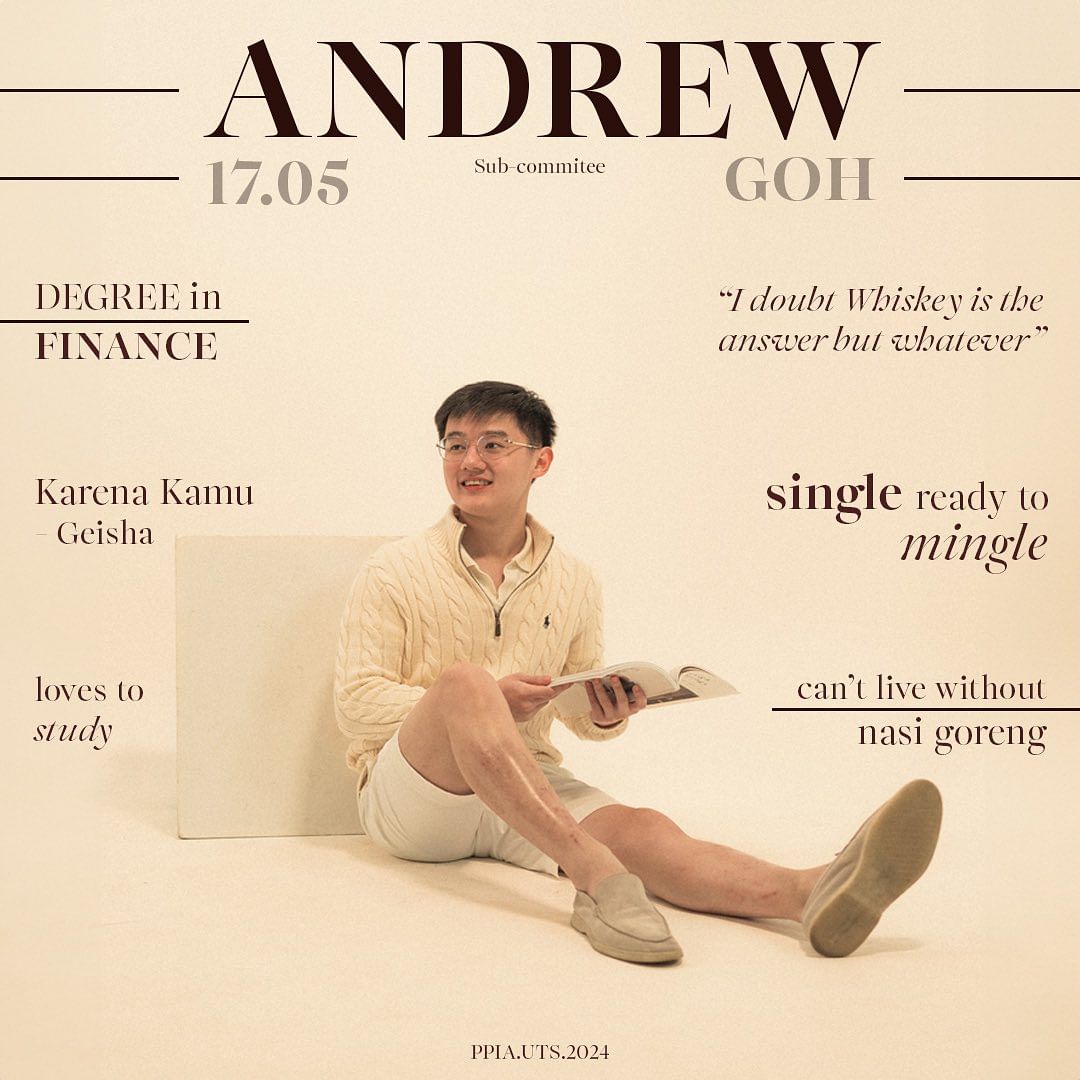 ANDREW
17.05
Sub-commitee
GOH
DEGREE in
FINANCE
“I doubt Whiskey is the
answer but whatever”
Karena Kamu
- Geisha
single ready to
mingle
loves to
study
can’t live without
nasi goreng
PPIA.UTS.2024